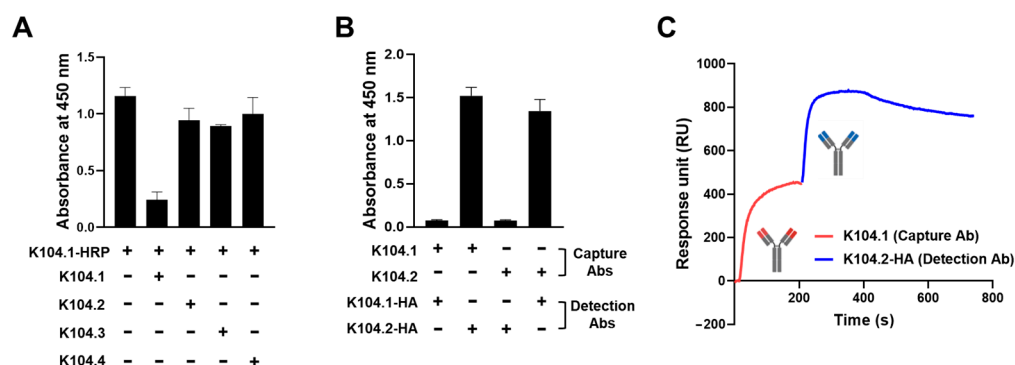 A
Absorbance at 450 nm
1.5
1.0
0.5
0.0
K104.1-HRP + + + + +
K104.1 - + - - -
K104.2 - - + - -
K104.3 - - - + -
K104.4 - - - - +
B
Absorbance at 450 nm
2.0
1.5
1.0
0.5
0.0
K104.1 + + - -
K104.2 - - + +
Capture Abs
K104.1-HA + - - +
K104.2-HA - + + -
Detection Abs
C
Response unit (RU)
1000
800
600
400
200
0
-200
K104.1 (Capture Ab)
K104.2-HA (Detection Ab)
200 400 600 800
Time (s)